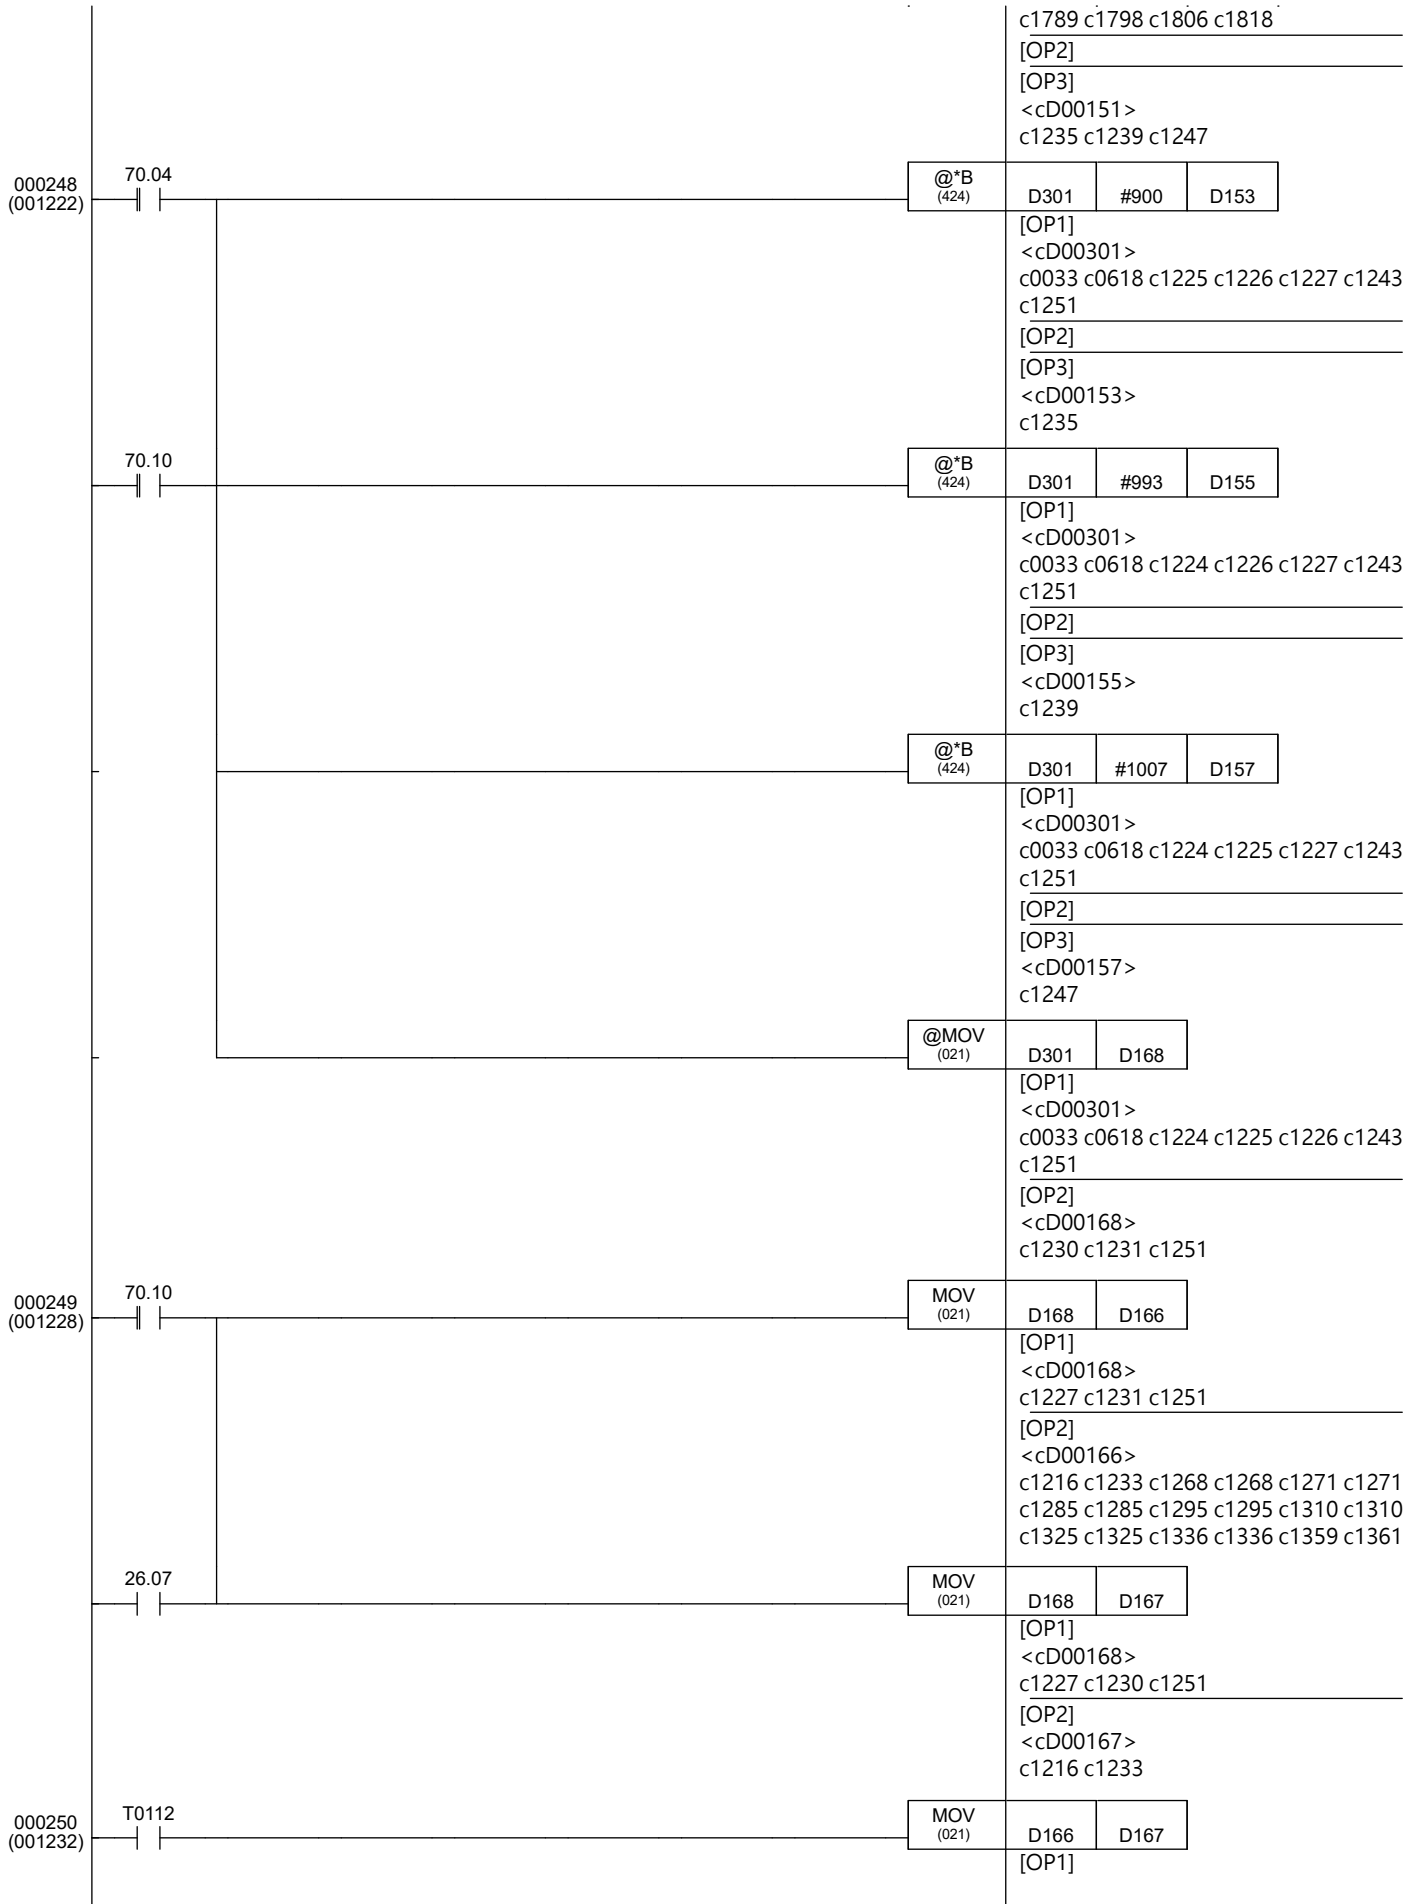 c1789 c1798 c1806 c1818
[OP2]
[OP3]
<cD00151>
c1235 c1239 c1247
000248
(001222)
70.04
@*B
(424)
D301 #900 D153
[OP1]
<cD00301>
c0033 c0618 c1225 c1226 c1227 c1243
c1251
[OP2]
[OP3]
<cD00153>
c1235
70.10
@*B
(424)
D301 #993 D155
[OP1]
<cD00301>
c0033 c0618 c1224 c1226 c1227 c1243
c1251
[OP2]
[OP3]
<cD00155>
c1239
@*B
(424)
D301 #1007 D157
[OP1]
<cD00301>
c0033 c0618 c1224 c1225 c1227 c1243
c1251
[OP2]
[OP3]
<cD00157>
c1247
@MOV
(021)
D301 D168
[OP1]
<cD00301>
c0033 c0618 c1224 c1225 c1226 c1243
c1251
[OP2]
<cD00168>
c1230 c1231 c1251
000249
(001228)
70.10
MOV
(021)
D168 D166
[OP1]
<cD00168>
c1227 c1231 c1251
[OP2]
<cD00166>
c1216 c1233 c1268 c1268 c1271 c1271
c1285 c1285 c1295 c1295 c1310 c1310
c1325 c1325 c1336 c1336 c1359 c1361
26.07
MOV
(021)
D168 D167
[OP1]
<cD00168>
c1227 c1230 c1251
[OP2]
<cD00167>
c1216 c1233
000250
(001232)
T0112
MOV
(021)
D166 D167
[OP1]